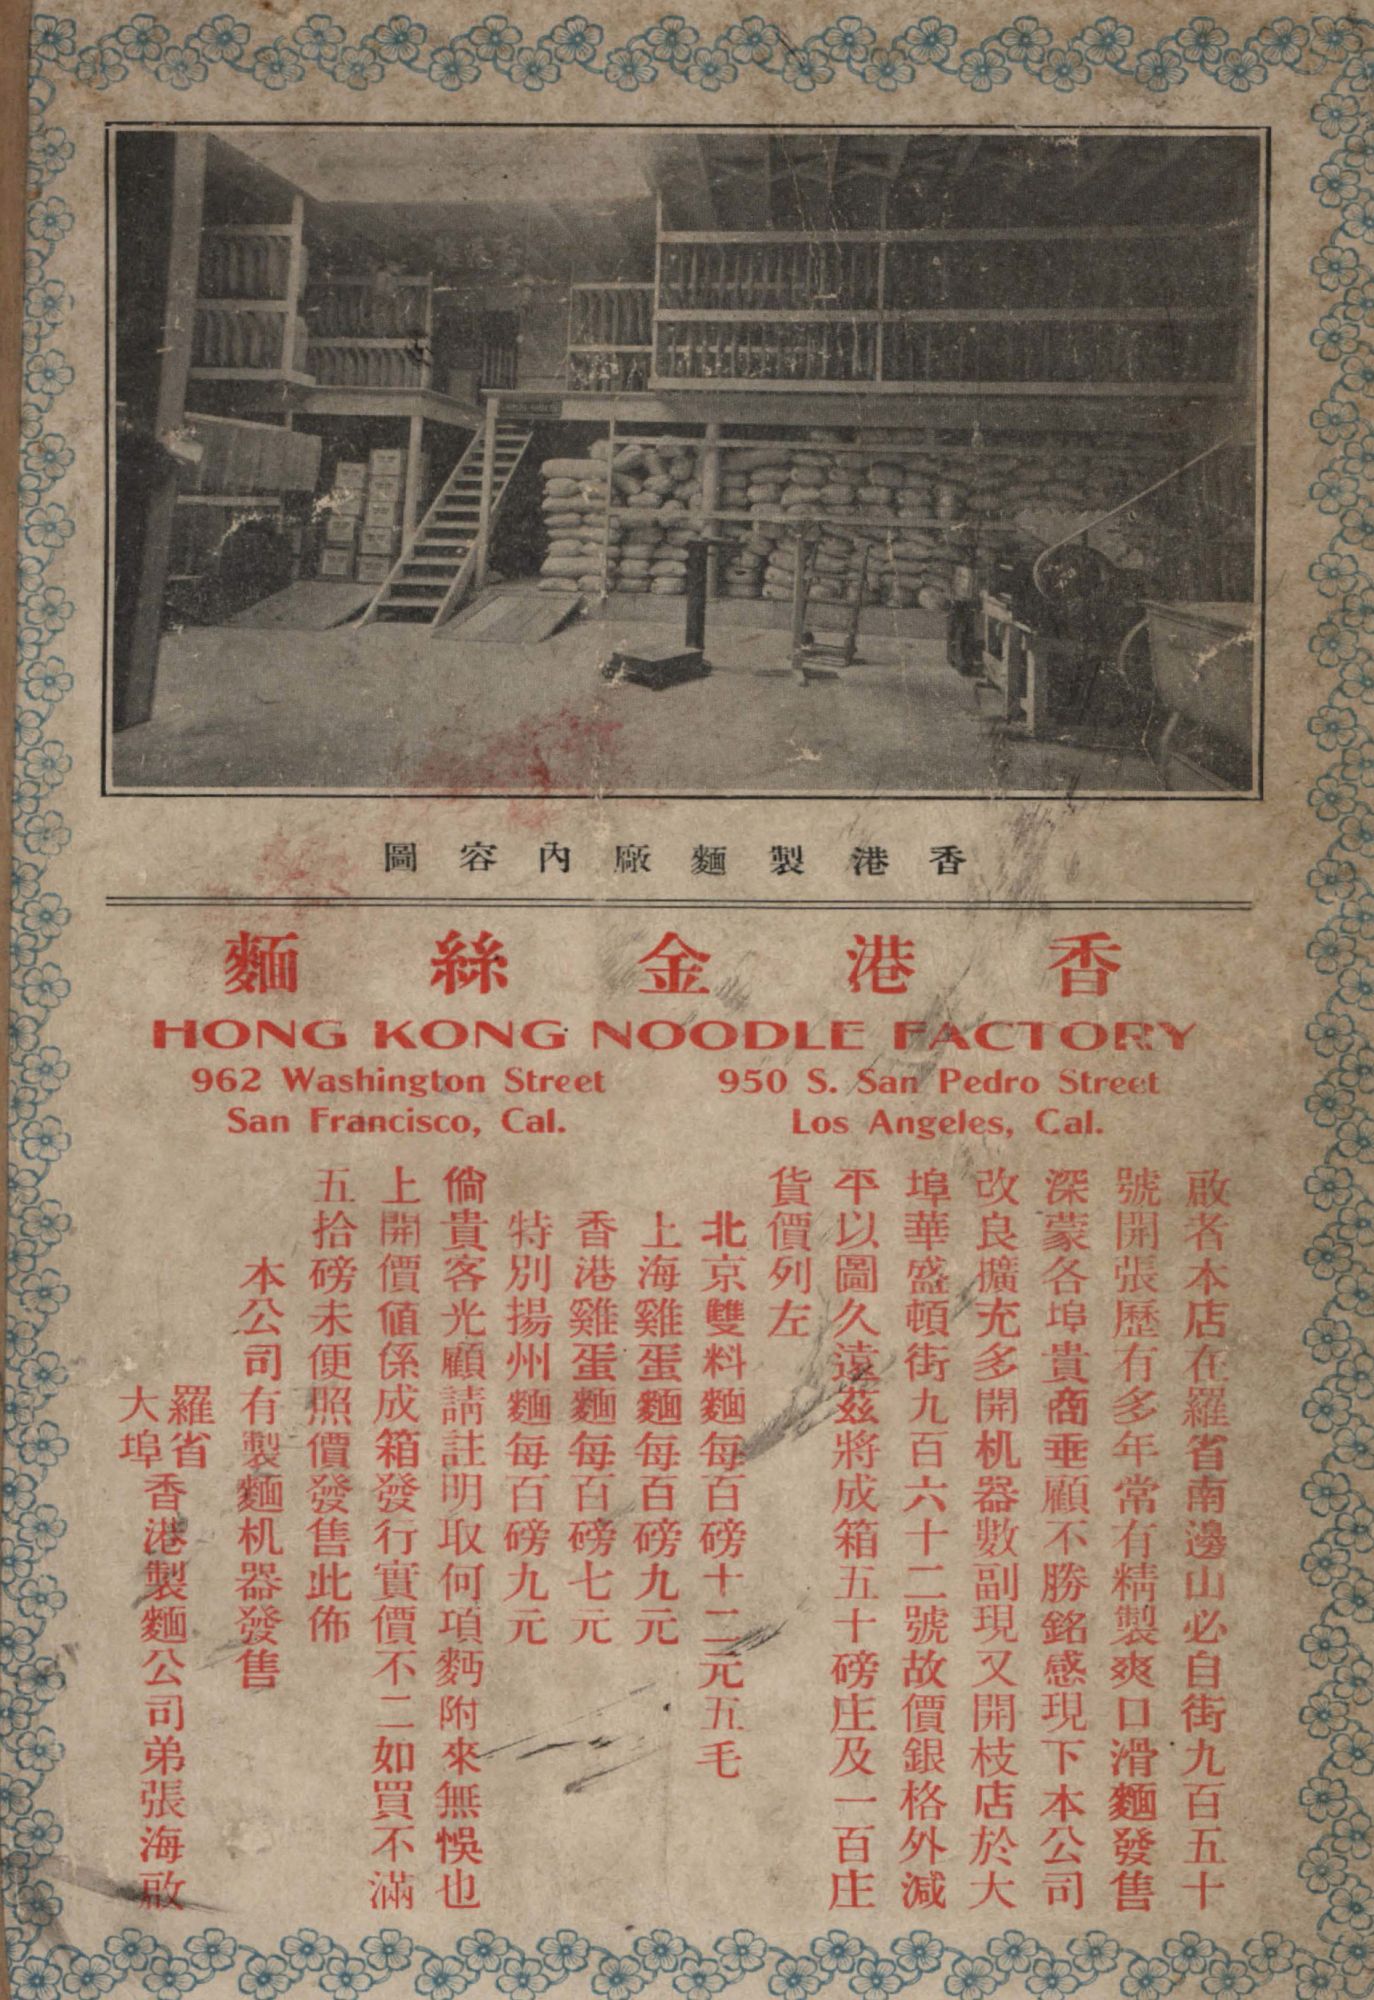 香港製麵廠內容圖
香港金絲麵
HONG KONG NOODLE FACTORY
962 Washington Street
San Francisco, Cal.
950 S. San Pedro Street
Los Angeles, Cal.
啟者本店在羅省南邊山必自街九百五十
號開張歷有多年常有精製爽口滑麵發售
深蒙各埠貴商垂顧不勝銘感現下本公司
改良擴充多開机器數副現又開枝店於大
埠華盛頓街九百六十二號故價銀格外減
平以圖久遠茲將成箱五十磅庄及一百庄
貨價列左
北京雙料麵每百磅十二元五毛
上海雞蛋麵每百磅九元
香港雞蛋麵每百磅七元
特別揚州麵每百磅九元
倘貴客光顧請註明取何項麪附來無悞也
上開價値係成箱發行實價不二如買不滿
五拾磅未便照價發售此佈
本公司有製麵机器發售
羅省
大埠
香港製麵公司弟張海啟